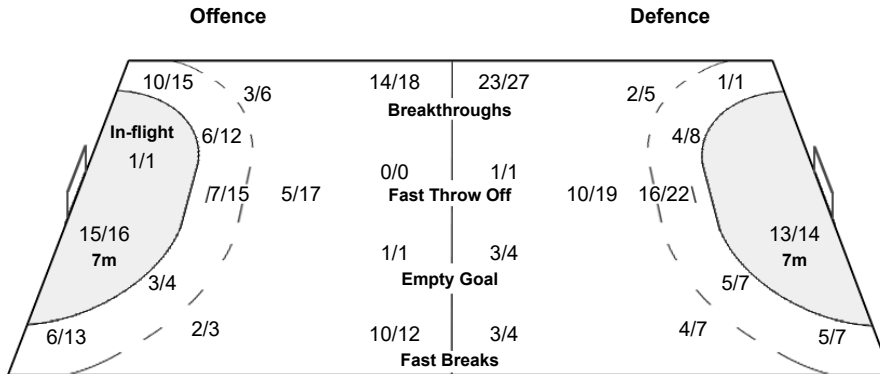 Offence Defence
10/15 14/18 23/27 1/1
3/6 2/5
Breakthroughs
In-flight 6/12 4/8
1/1 0/0 1/1
7/15 5/17 Fast Throw Off 10/19 16/22
15/16 13/14
7m 1/1 3/4 7m
3/4 Empty Goal 5/7
6/13 2/3 10/12 3/4 4/7 5/7
Fast Breaks